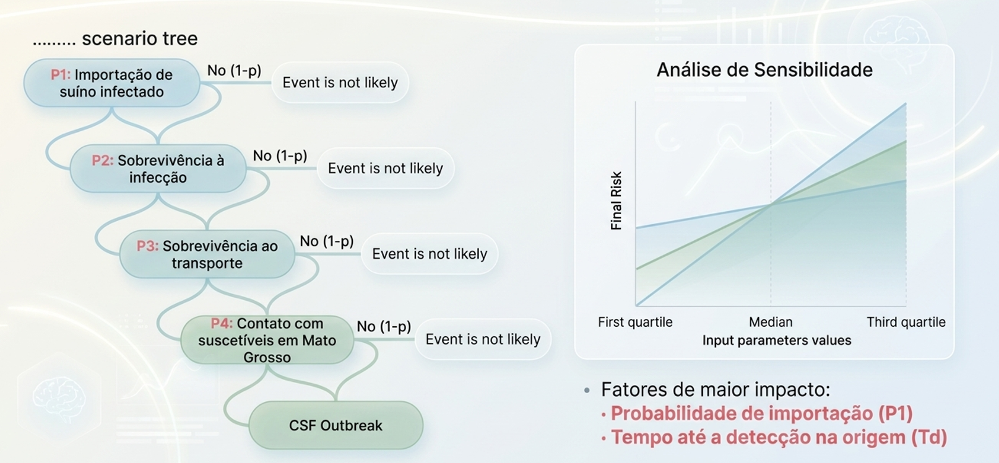 ......... scenario tree
P1: Importação de
suíno infectado
No (1-p)
Event is not likely
P2: Sobrevivência à
infecção
No (1-p)
Event is not likely
P3: Sobrevivência ao
transporte
No (1-p)
Event is not likely
P4: Contato com
suscetíveis em Mato
Grosso
No (1-p)
Event is not likely
CSF Outbreak
Análise de Sensibilidade
Final Risk
First quartile
Median
Third quartile
Input parameters values
• Fatores de maior impacto:
• Probabilidade de importação (P1)
• Tempo até a detecção na origem (Td)